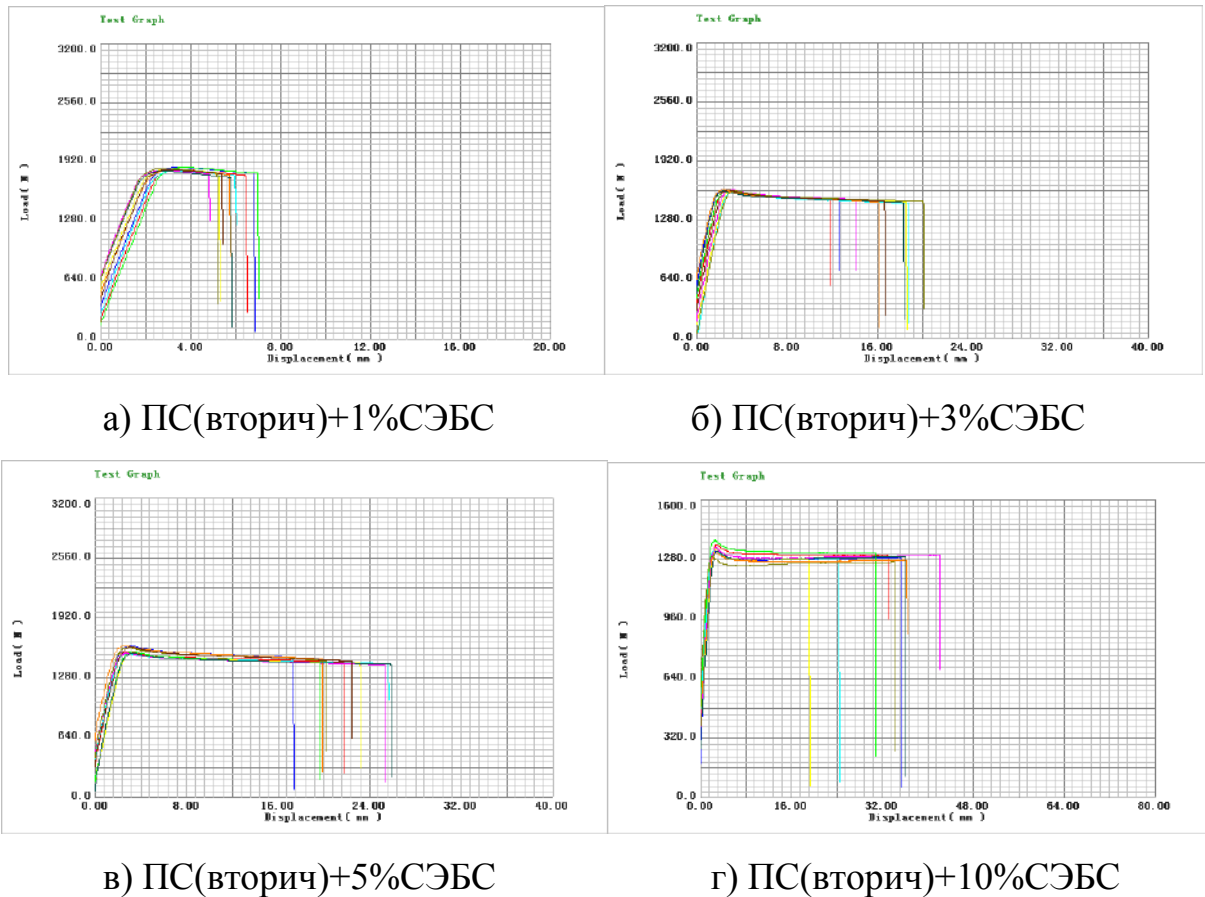 Test Graph
Test Graph
3200.0
2560.0
1920.0
1280.0
640.0
0.0
Load( N )
0.00 4.00 8.00 12.00 16.00 20.00
Displacement( mm )
3200.0
2560.0
1920.0
1280.0
640.0
0.0
Load( N )
0.00 8.00 16.00 24.00 32.00 40.00
Displacement( mm )
а) ПС(вторич)+1%СЭБС
б) ПС(вторич)+3%СЭБС
Test Graph
Test Graph
3200.0
2560.0
1920.0
1280.0
640.0
0.0
Load( N )
0.00 8.00 16.00 24.00 32.00 40.00
Displacement( mm )
1600.0
1280.0
960.0
640.0
320.0
0.0
Load( N )
0.00 16.00 32.00 48.00 64.00 80.00
Displacement( mm )
в) ПС(вторич)+5%СЭБС
г) ПС(вторич)+10%СЭБС